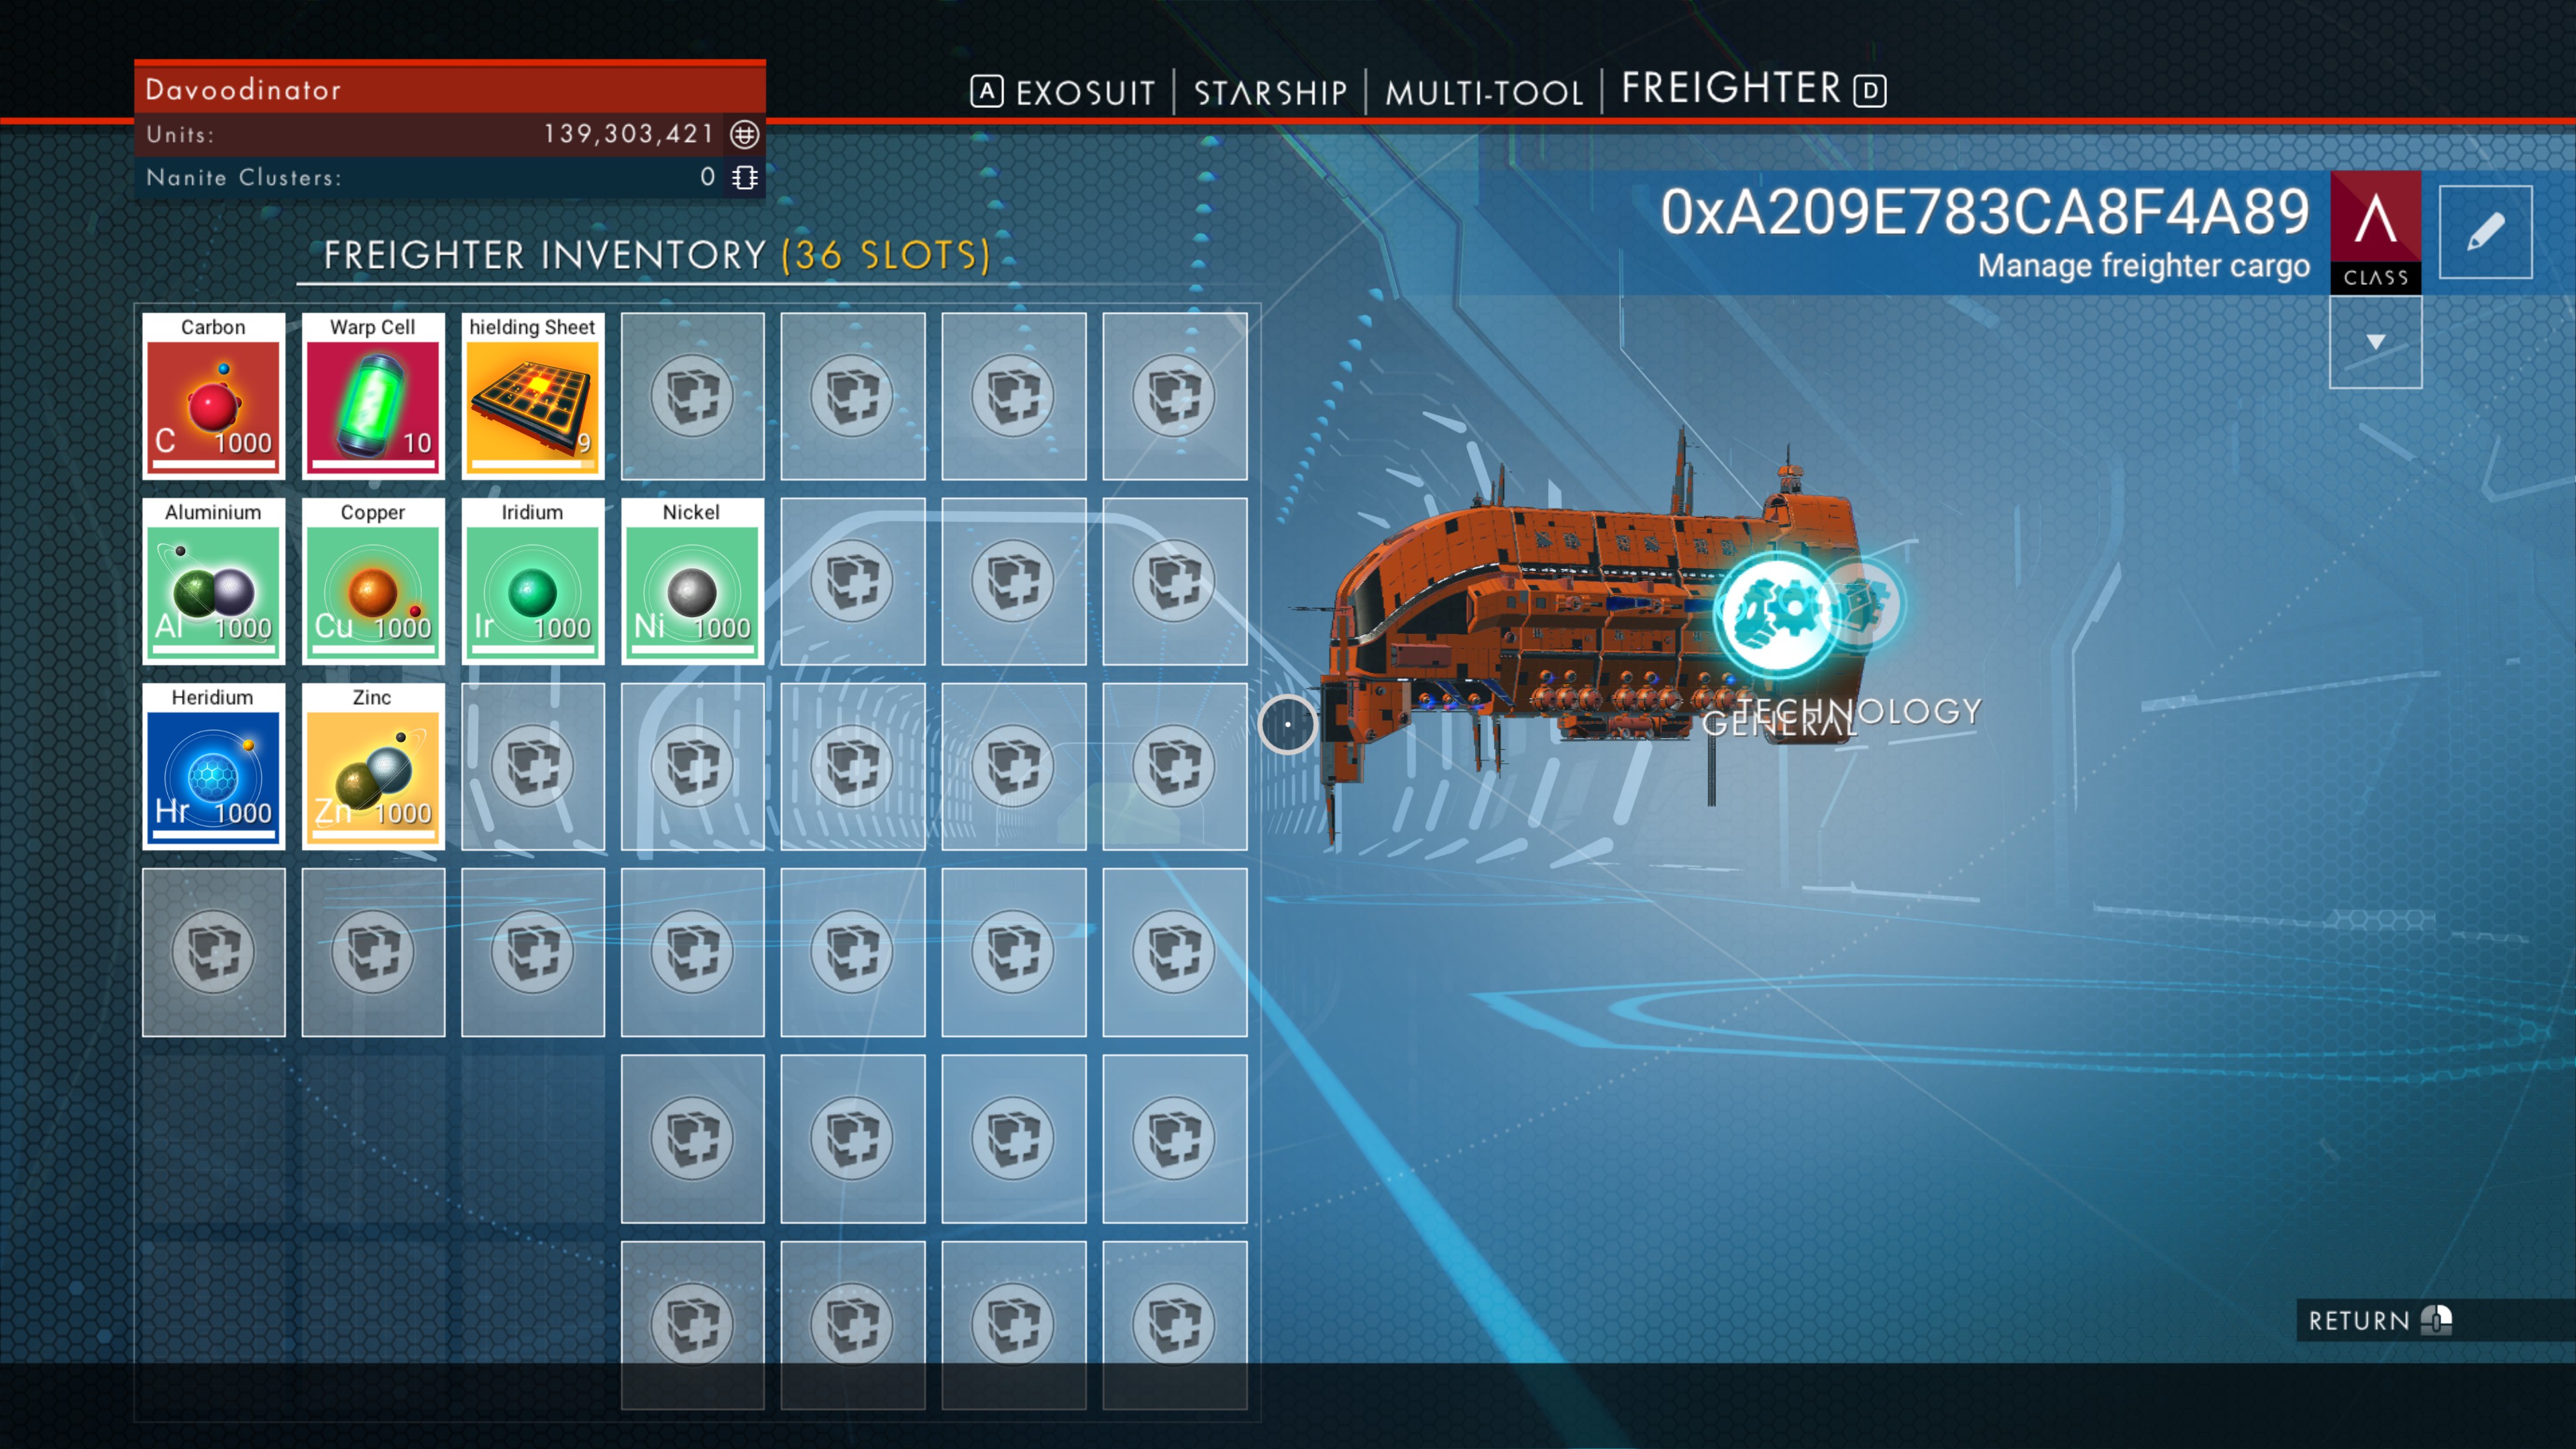 Davoodinator
Units: 139,303,421
Nanite Clusters: 0
A EXOSUIT STARSHIP MULTI-TOOL FREIGHTER D
0xA209E783CA8F4A89
Manage freighter cargo
A
CLASS
FREIGHTER INVENTORY (36 SLOTS)
Carbon Warp Cell hielding Sheet
C 1000 10 9
Aluminium Copper Iridium Nickel
Al 1000 Cu 1000 Ir 1000 Ni 1000
Heridium Zinc
Hr 1000 Zn 1000
TECHNOLOGY
GENERAL
RETURN